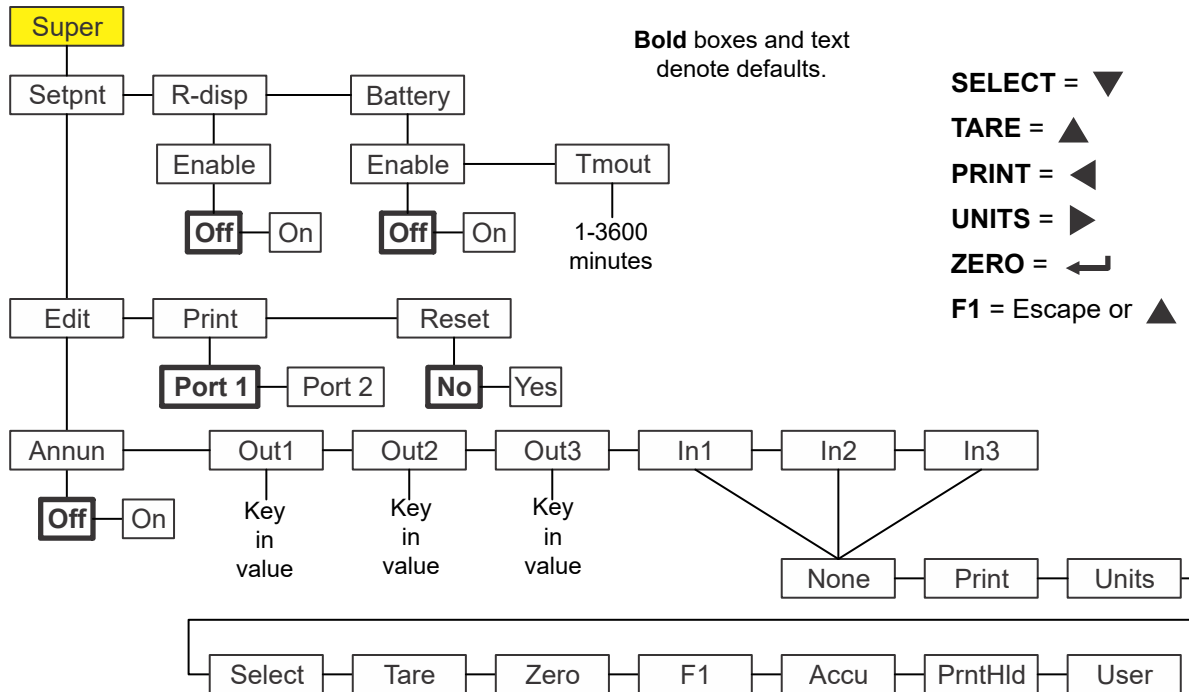 Super
Bold boxes and text
denote defaults.
SELECT = ▼
TARE = ▲
PRINT = ◀
UNITS = ▶
ZERO = ↵
F1 = Escape or ▲
Setpnt
R-disp
Battery
Enable
Enable
Tmout
Off
On
Off
On
1-3600
minutes
Edit
Print
Reset
Port 1
Port 2
No
Yes
Annun
Out1
Out2
Out3
In1
In2
In3
Off
On
Key
in
value
Key
in
value
Key
in
value
None
Print
Units
Select
Tare
Zero
F1
Accu
PrntHld
User